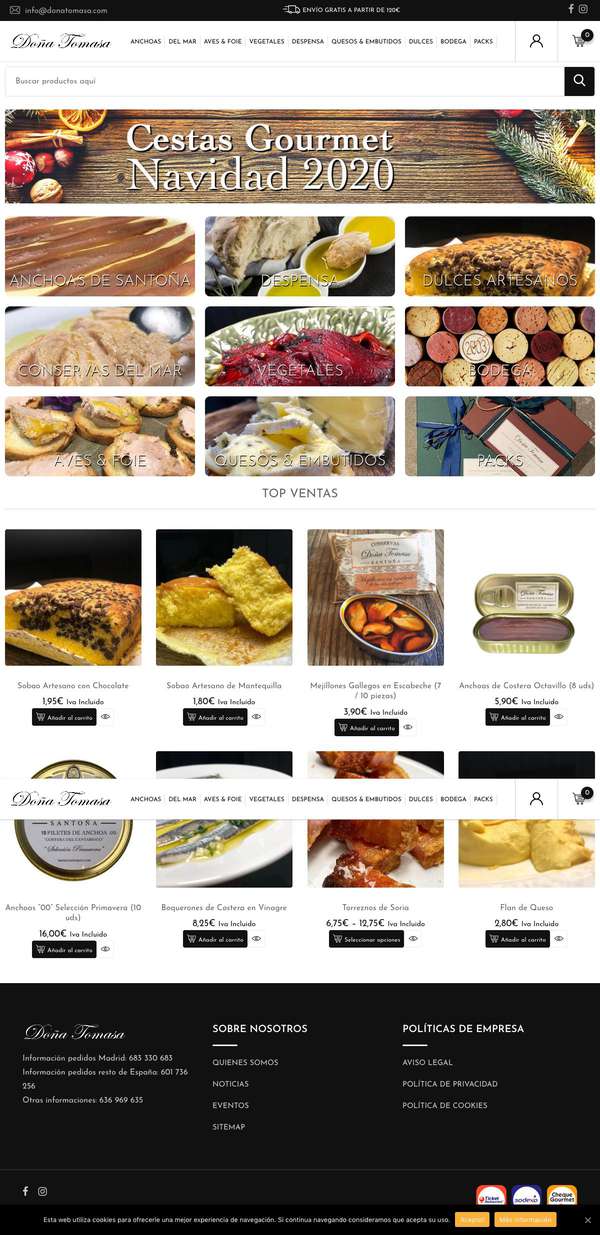 info@donatomasa.com
ENVÍO GRATIS A PARTIR DE 120€
Doña Tomasa
ANCHOAS DEL MAR AVES & FOIE VEGETALES DESPENSA QUESOS & EMBUTIDOS DULCES BODEGA PACKS
0
Buscar productos aquí
Cestas Gourmet
Navidad 2020
ANCHOAS DE SANTOÑA
DESPENSA
DULCES ARTESANOS
CONSERVAS DEL MAR
VEGETALES
BODEGA
AVES & FOIE
QUESOS & EMBUTIDOS
PACKS
TOP VENTAS
CONSERVAS
Doña Tomasa
SANTOÑA
Sobao Artesano con Chocolate
1,95€ Iva Incluido
Añadir al carrito
Sobao Artesano de Mantequilla
1,80€ Iva Incluido
Añadir al carrito
Mejillones Gallegos en Escabeche (7
/ 10 piezas)
3,90€ Iva Incluido
Añadir al carrito
Anchoas de Costera Octavillo (8 uds)
5,90€ Iva Incluido
Añadir al carrito
Doña Tomasa
ANCHOAS DEL MAR AVES & FOIE VEGETALES DESPENSA QUESOS & EMBUTIDOS DULCES BODEGA PACKS
0
SANTOÑA
Anchoas “00” Selección Primavera (10
uds)
16,00€ Iva Incluido
Añadir al carrito
Boquerones de Costera en Vinagre
8,25€ Iva Incluido
Añadir al carrito
Torreznos de Soria
6,75€ – 12,75€ Iva Incluido
Seleccionar opciones
Flan de Queso
2,80€ Iva Incluido
Añadir al carrito
Doña Tomasa
Información pedidos Madrid: 683 330 683
Información pedidos resto de España: 601 736
256
Otras informaciones: 636 969 635
SOBRE NOSOTROS
QUIENES SOMOS
NOTICIAS
EVENTOS
SITEMAP
POLÍTICAS DE EMPRESA
AVISO LEGAL
POLÍTICA DE PRIVACIDAD
POLÍTICA DE COOKIES
Ticket
Restaurant
sodexo
Cheque
Gourmet
Esta web utiliza cookies para ofrecerle una mejor experiencia de navegación. Si continua navegando consideramos que acepta su uso.
Acepto!
Más información